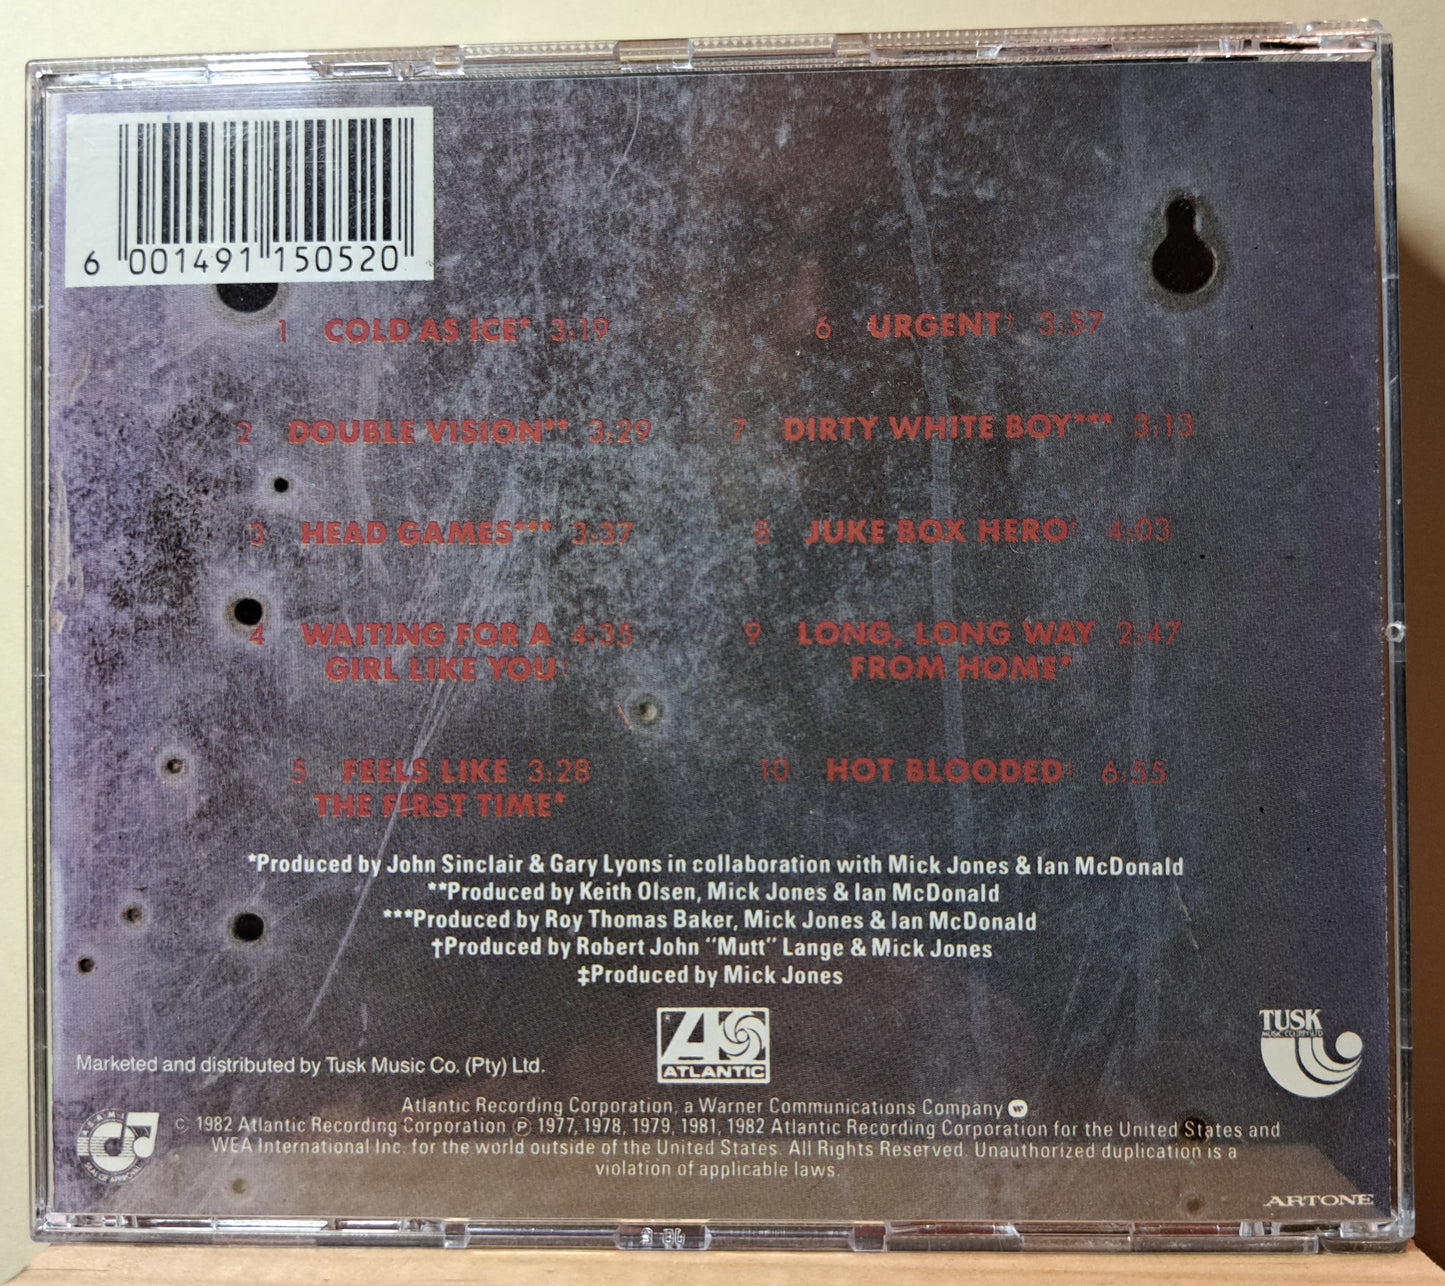 6 001491 150520
1 COLD AS ICE* 3:19
2 DOUBLE VISION** 3:29
3 HEAD GAMES*** 3:37
4 WAITING FOR A 4:35
GIRL LIKE YOU†
5 FEELS LIKE 3:28
THE FIRST TIME*
6 URGENT† 3:57
7 DIRTY WHITE BOY*** 3:13
8 JUKE BOX HERO† 4:03
9 LONG, LONG WAY 2:47
FROM HOME*
10 HOT BLOODED‡ 6:55
*Produced by John Sinclair & Gary Lyons in collaboration with Mick Jones & Ian McDonald
**Produced by Keith Olsen, Mick Jones & Ian McDonald
***Produced by Roy Thomas Baker, Mick Jones & Ian McDonald
†Produced by Robert John "Mutt" Lange & Mick Jones
‡Produced by Mick Jones
Marketed and distributed by Tusk Music Co. (Pty) Ltd.
ATLANTIC
TUSK
MUSIC COMPANY
Atlantic Recording Corporation, a Warner Communications Company
© 1982 Atlantic Recording Corporation ℗ 1977, 1978, 1979, 1981, 1982 Atlantic Recording Corporation for the United States and
WEA International Inc. for the world outside of the United States. All Rights Reserved. Unauthorized duplication is a
violation of applicable laws.
SEAL OF APPROVAL
ARTONE